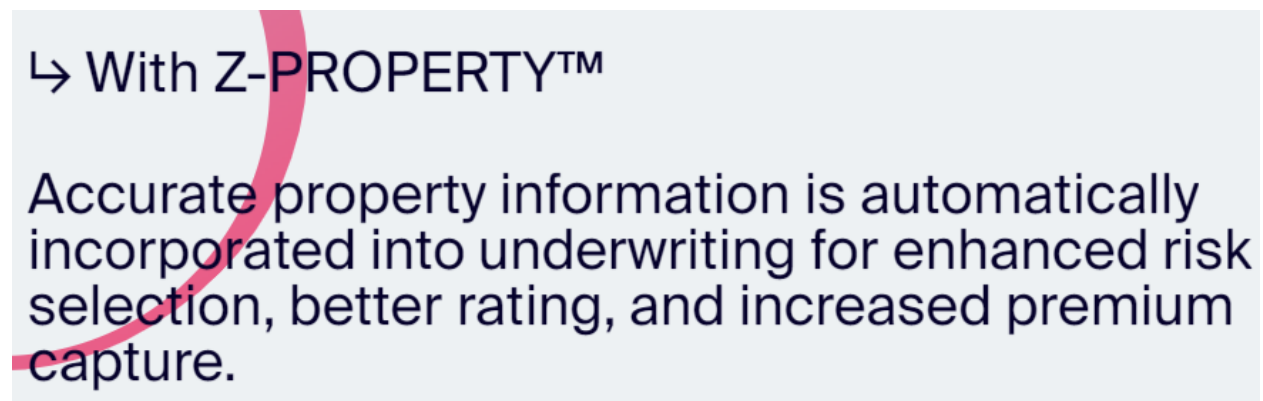 ↳ With Z-PROPERTY™
Accurate property information is automatically
incorporated into underwriting for enhanced risk
selection, better rating, and increased premium
capture.